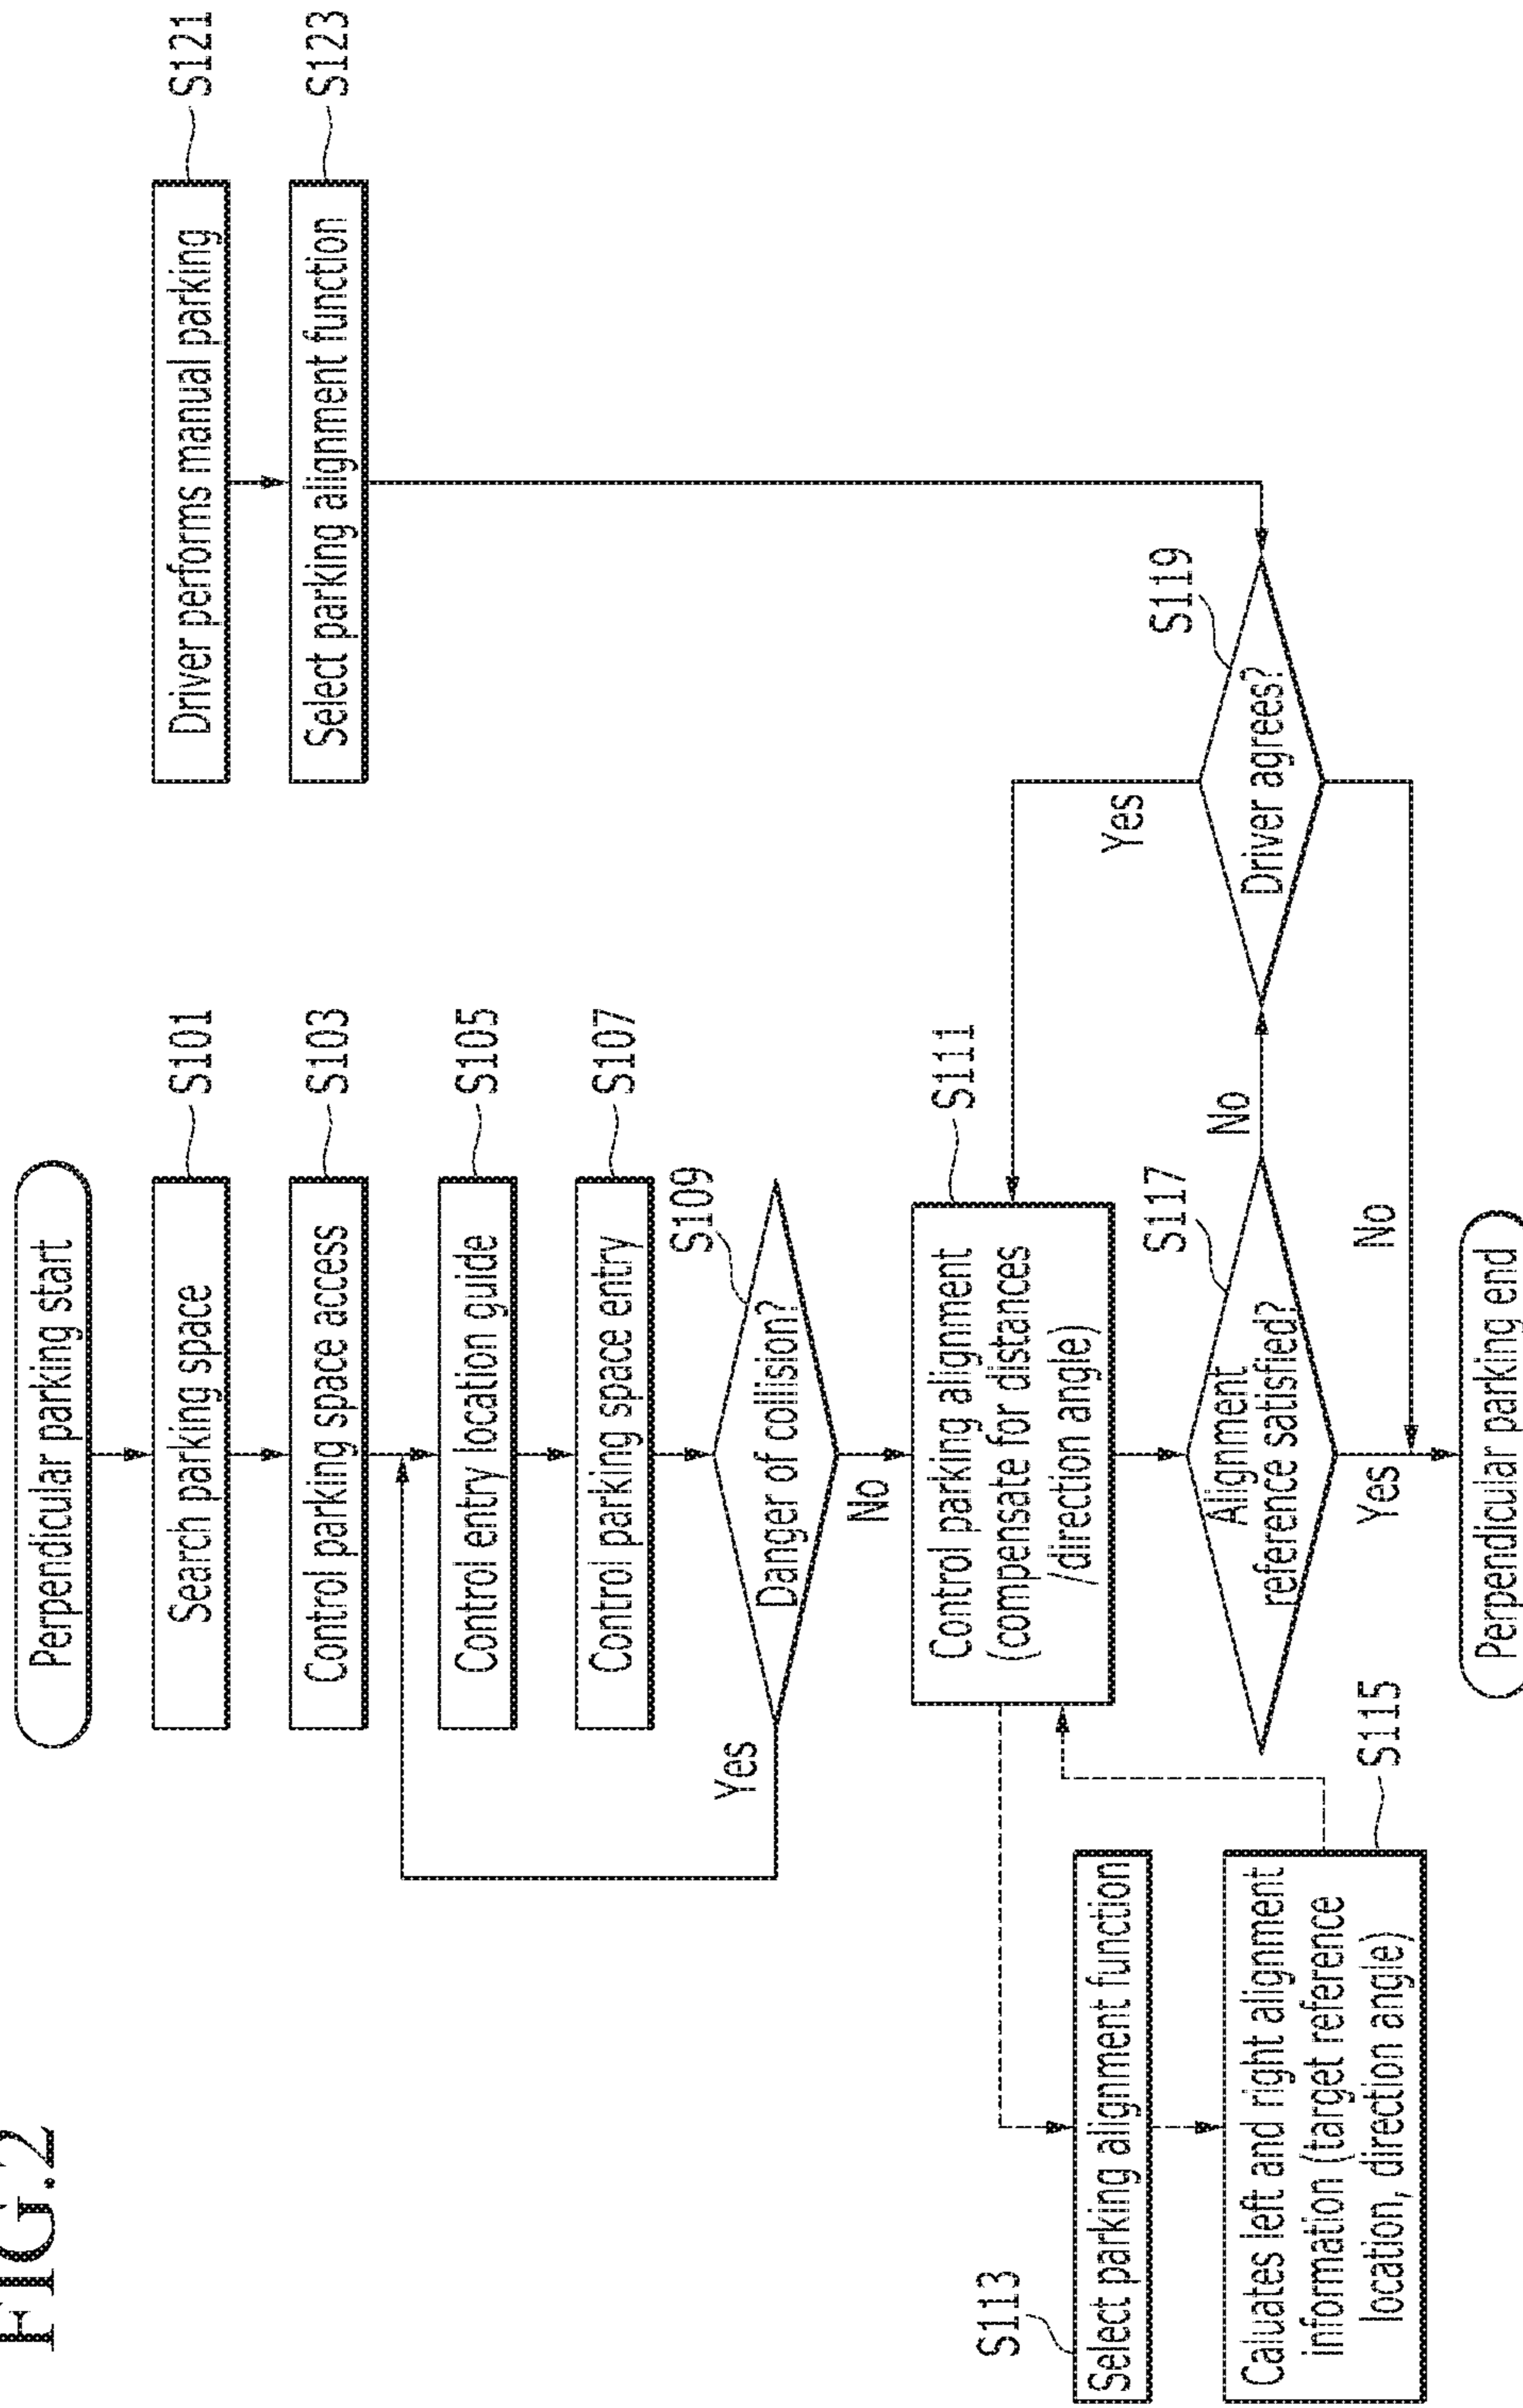 FIG.2
Perpendicular parking start
Search parking space
S101
Control parking space access
S103
Control entry location guide
S105
Control parking space entry
S107
Danger of collision?
S109
Yes
No
Control parking alignment
(compensate for distances
/direction angle)
S111
S113
Select parking alignment function
Caluates left and right alignment
information (target reference
location, direction angle)
S115
Alignment
reference satisfied?
S117
No
Yes
Driver performs manual parking
S121
Select parking alignment function
S123
Driver agrees?
S119
Yes
No
Perpendicular parking end